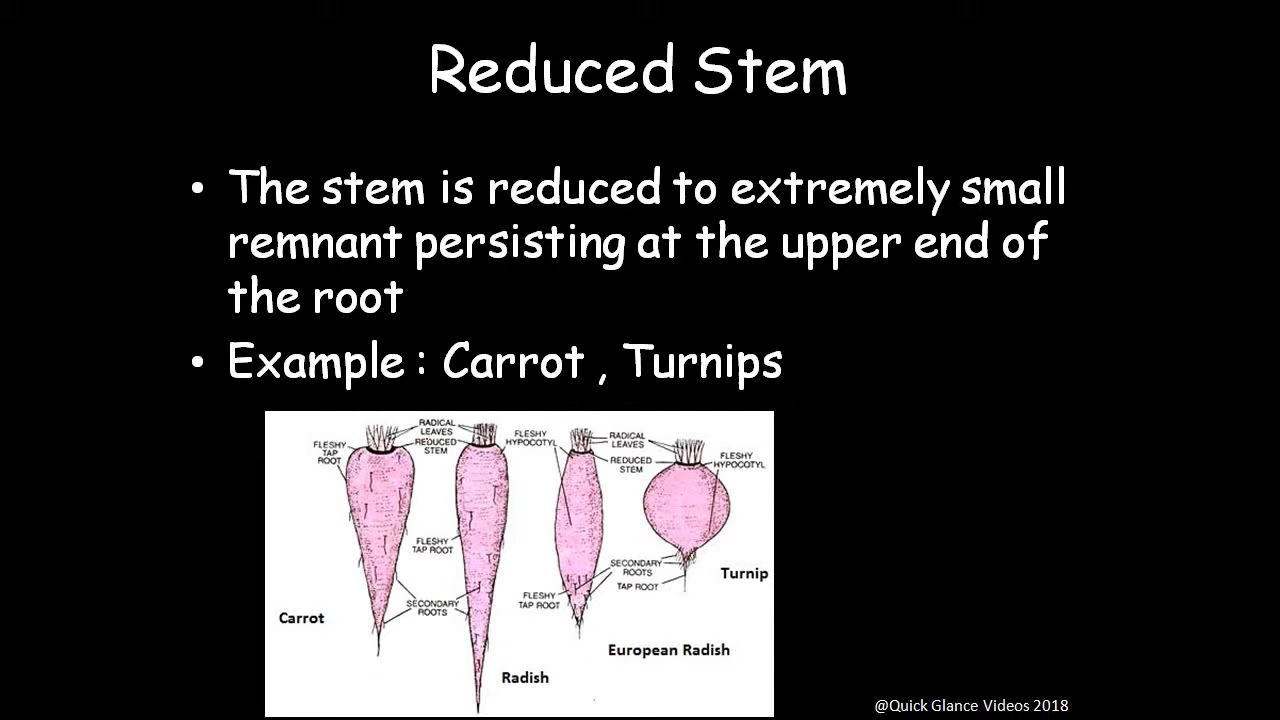 Reduced Stem
• The stem is reduced to extremely small
remnant persisting at the upper end of
the root
• Example : Carrot , Turnips
RADICAL
LEAVES
REDUCED
STEM
FLESHY
TAP
ROOT
FLESHY
HYPOCOTYL
RADICAL
LEAVES
REDUCED
STEM
FLESHY
HYPOCOTYL
FLESHY
TAP ROOT
SECONDARY
ROOTS
SECONDARY
ROOTS
TAP ROOT
FLESHY
TAP ROOT
Turnip
Carrot
European Radish
Radish
@Quick Glance Videos 2018